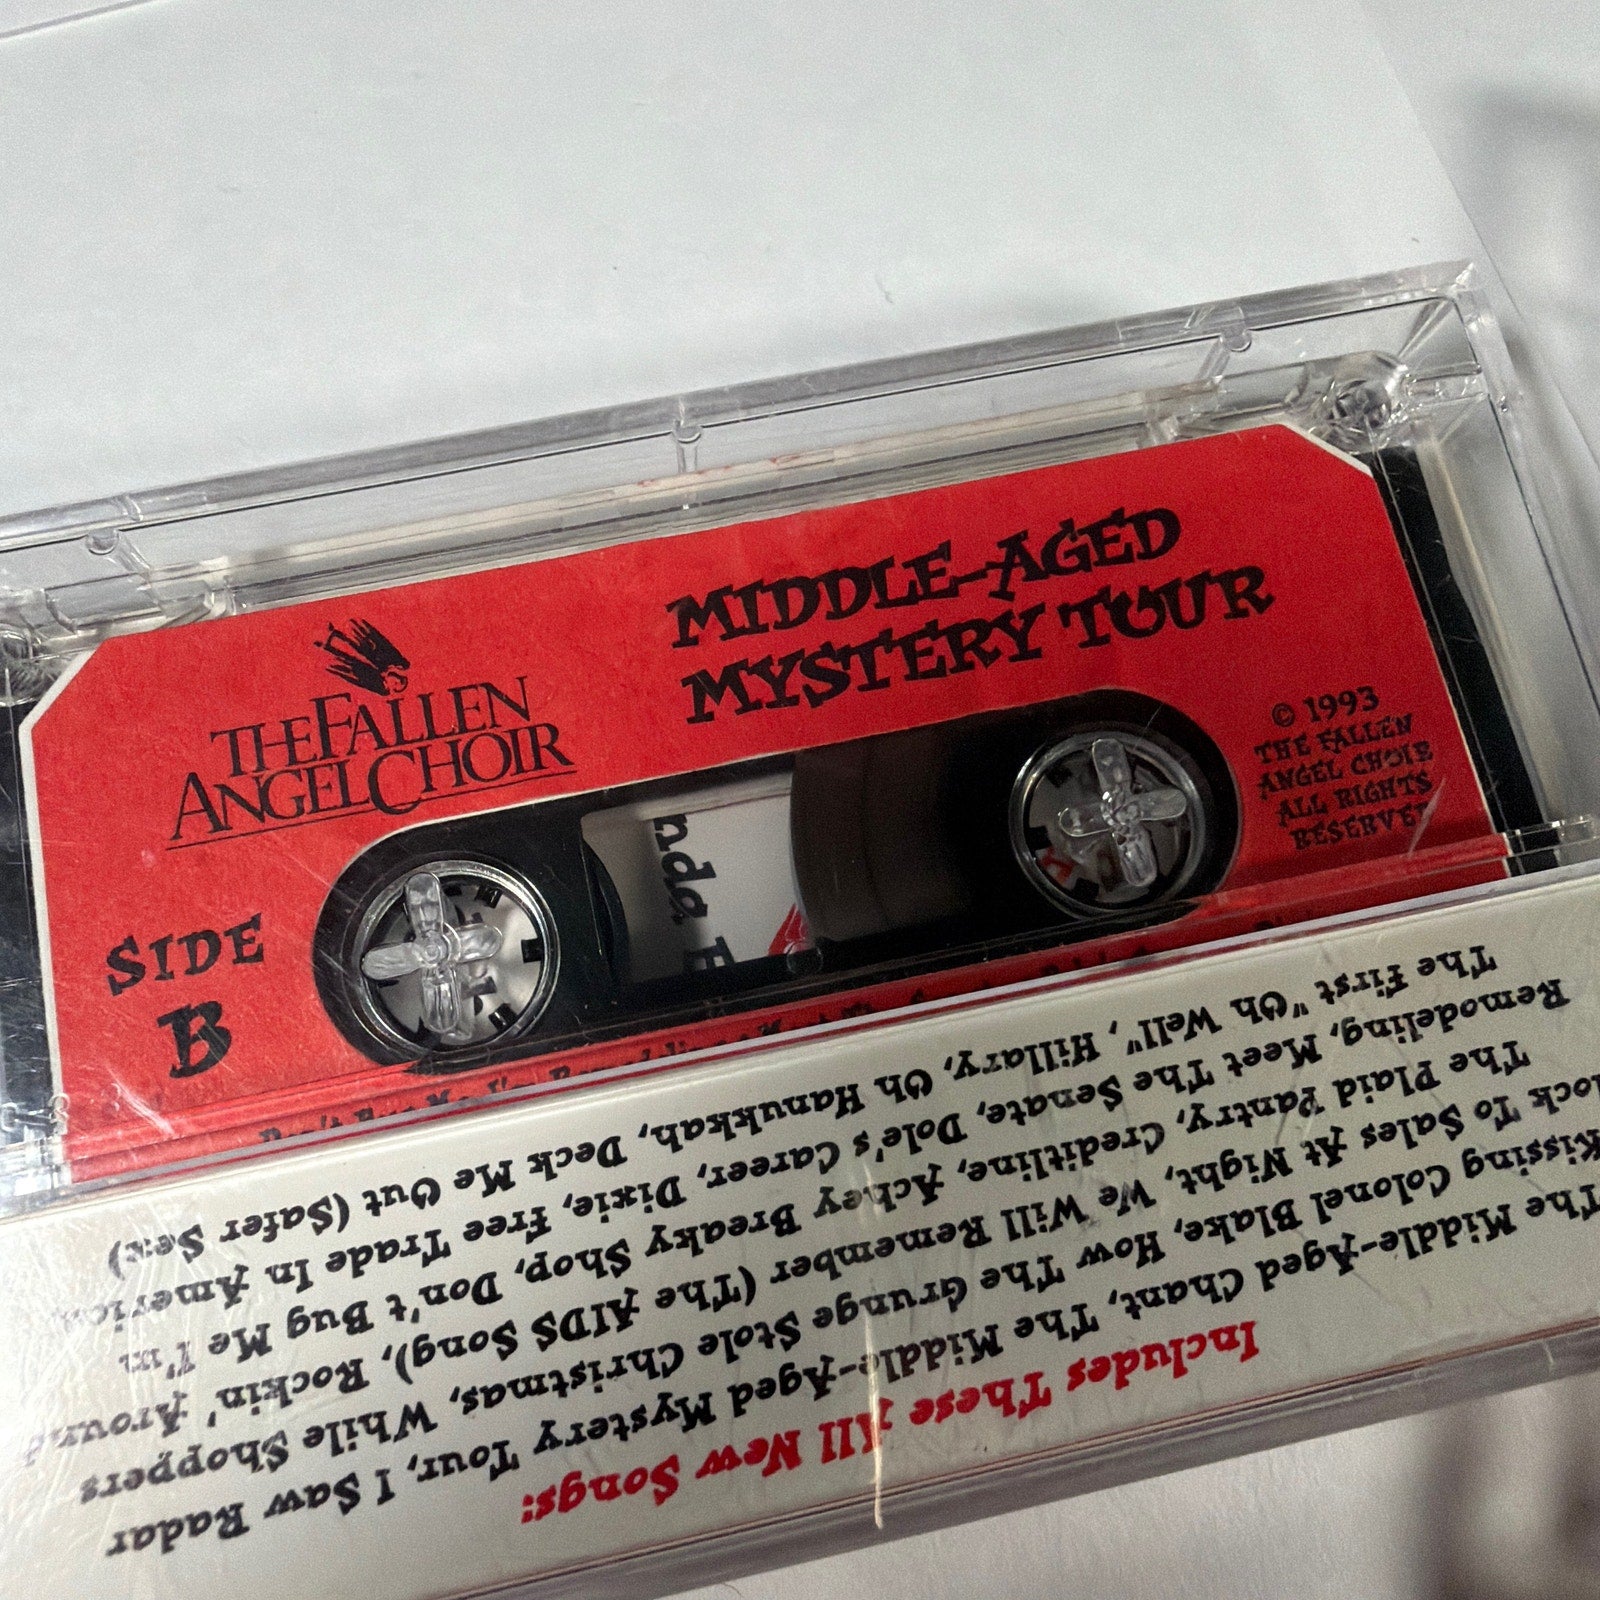 THE FALLEN
ANGEL CHOIR
MIDDLE-AGED
MYSTERY TOUR
© 1993
THE FALLEN
ANGEL CHOIR
ALL RIGHTS
RESERVED
SIDE
B
Includes These All New Songs:
The Middle-Aged Chant, The Middle-Aged Mystery Tour, I Saw Radar
Kissing Colonel Blake, How The Grunge Stole Christmas, While Shoppers
lock To Sales At Night, We Will Remember (The AIDS Song), Rockin' Around
The Plaid Pantry, Creditline, Achey Breaky Shop, Don't Bug Me I'm
Remodeling, Meet The Senate, Dole's Career, Dixie, Free Trade In America,
The First "Oh Well", Hillary, Oh Hanukkah, Deck Me Out (Safer Sex)